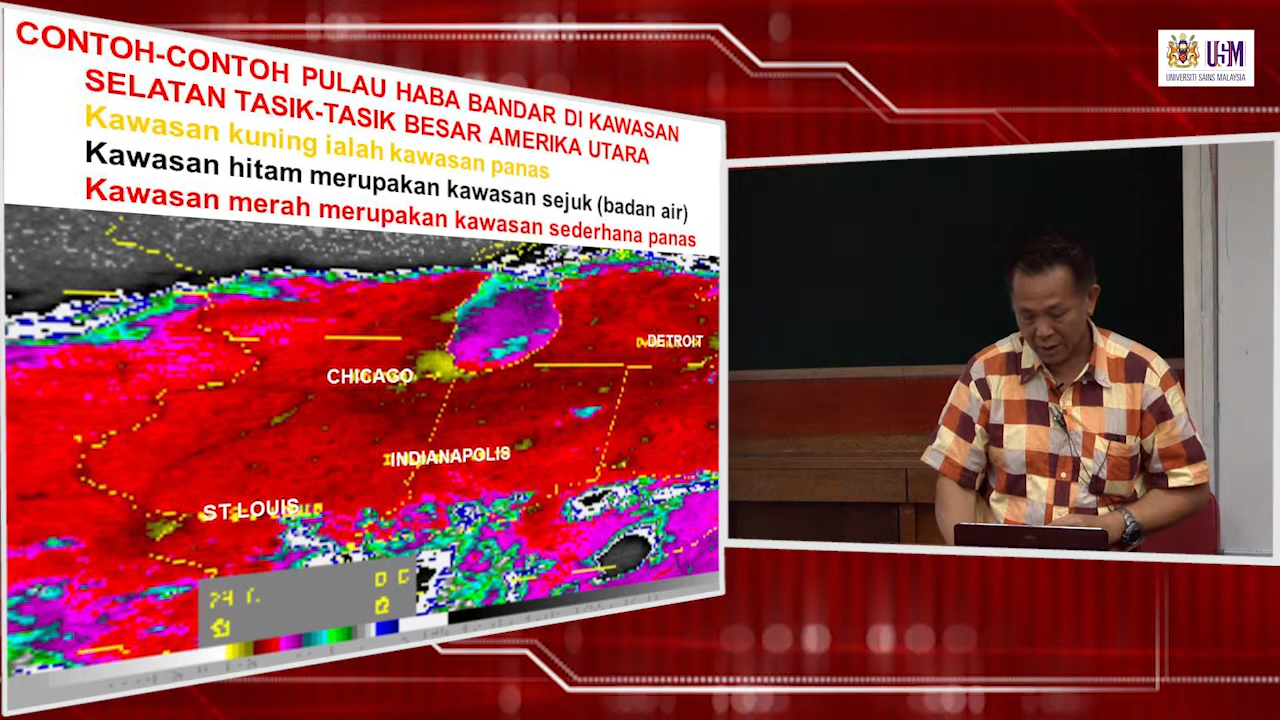 CONTOH-CONTOH PULAU HABA BANDAR DI KAWASAN
SELATAN TASIK-TASIK BESAR AMERIKA UTARA
Kawasan kuning ialah kawasan panas
Kawasan hitam merupakan kawasan sejuk (badan air)
Kawasan merah merupakan kawasan sederhana panas
CHICAGO
DETROIT
INDIANAPOLIS
ST LOUIS
USM
UNIVERSITI SAINS MALAYSIA